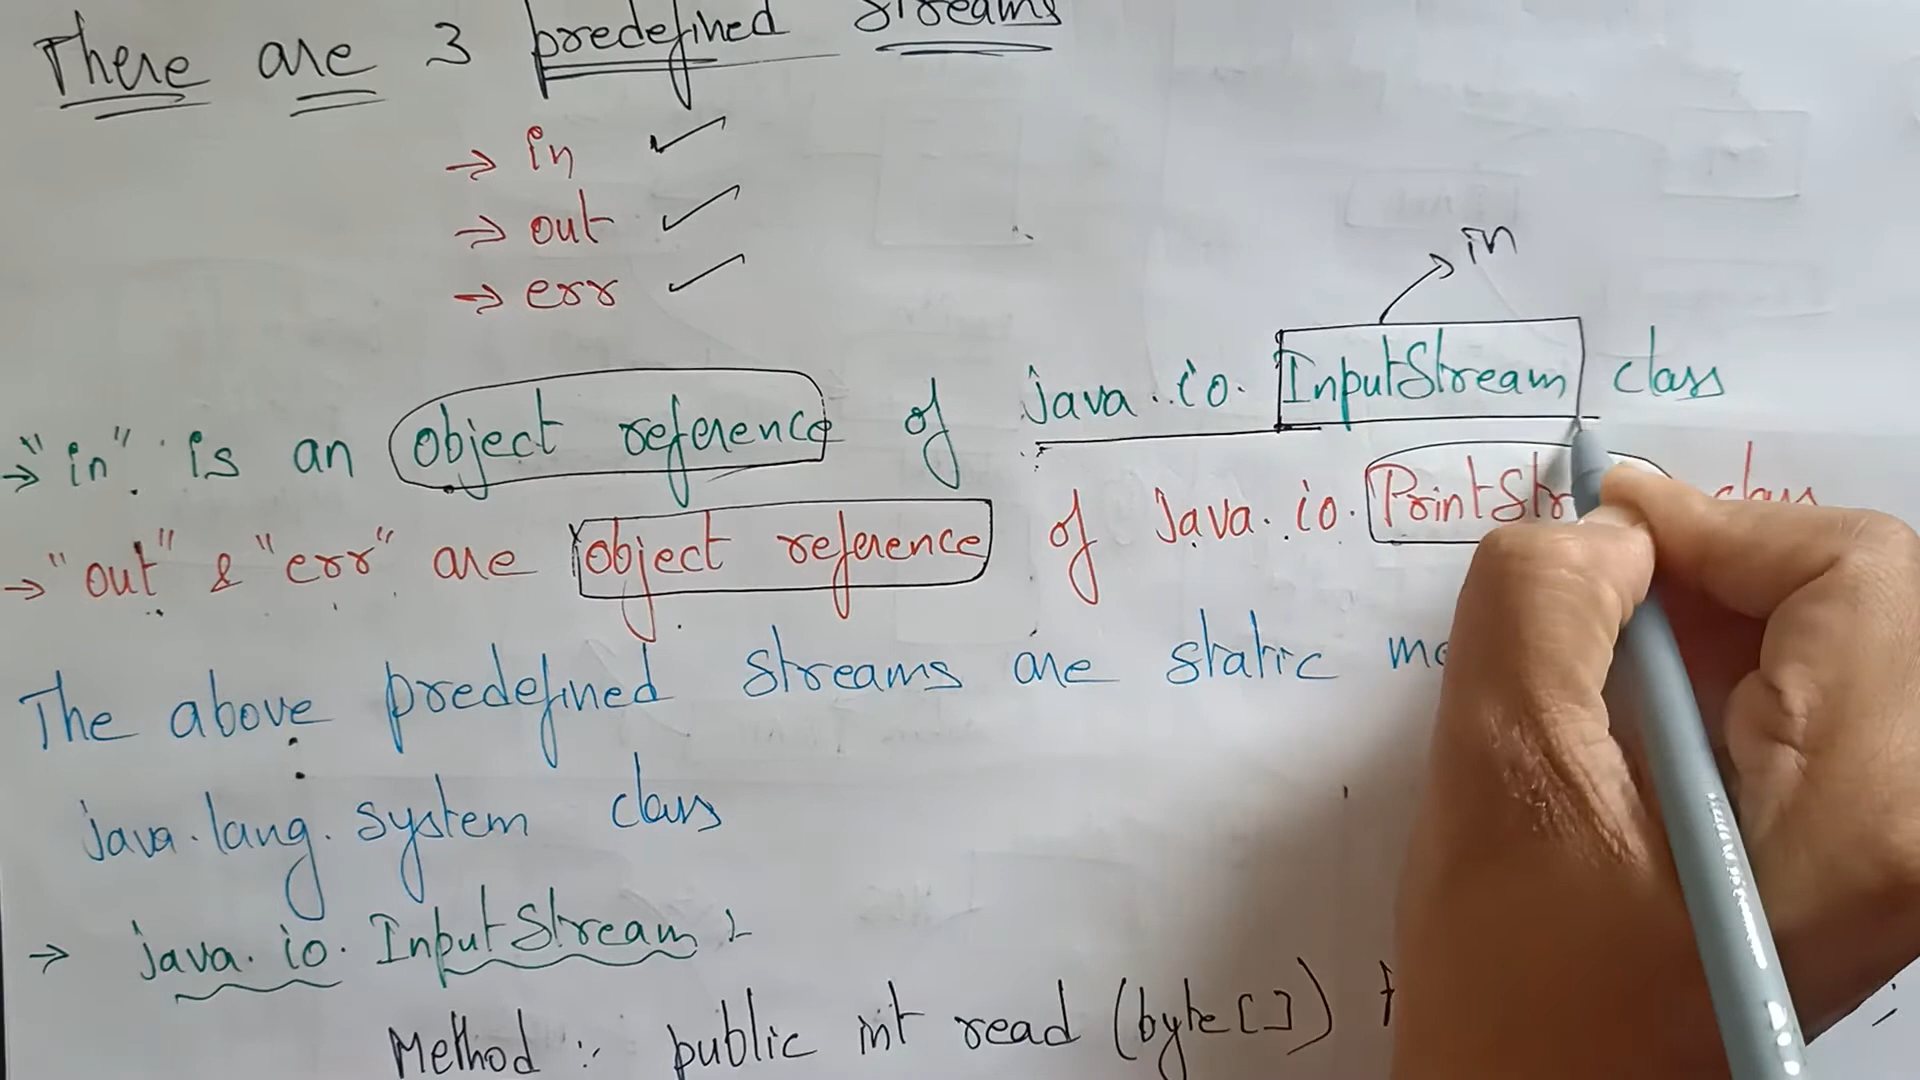 There are 3 predefined streams
→ in ✓
→ out ✓
→ err ✓
in
→ "in" is an object reference of java.io.InputStream class
→ "out" & "err" are object reference of Java.io. class
The above predefined streams are static
java.lang.system class
→ java.io.InputStream :-
Method :- public int read (byte[])